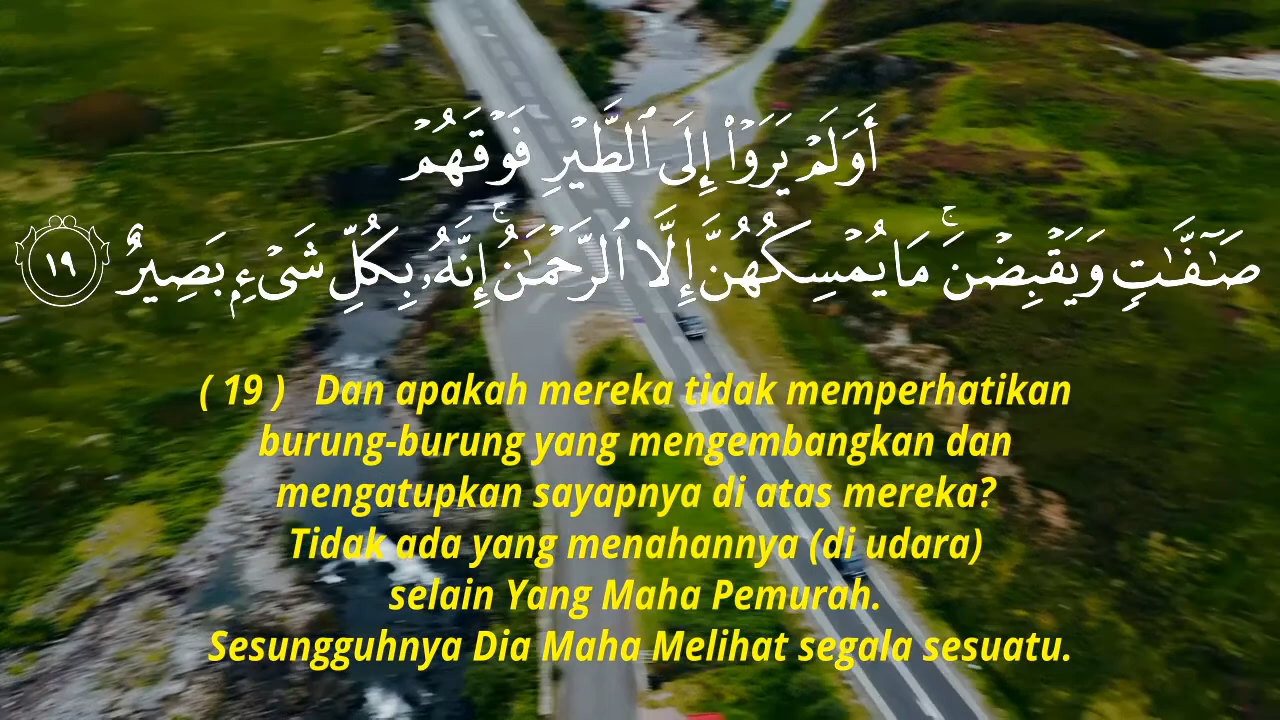 أَوَلَمْ يَرَوْا۟ إِلَى ٱلطَّيْرِ فَوْقَهُمْ
صَـٰٓفَّـٰتٍ وَيَقْبِضْنَ ۚ مَا يُمْسِكُهُنَّ إِلَّا ٱلرَّحْمَـٰنُ ۚ إِنَّهُۥ بِكُلِّ شَىْءٍۭ بَصِيرٌ ١٩
( 19 ) Dan apakah mereka tidak memperhatikan
burung-burung yang mengembangkan dan
mengatupkan sayapnya di atas mereka?
Tidak ada yang menahannya (di udara)
selain Yang Maha Pemurah.
Sesungguhnya Dia Maha Melihat segala sesuatu.